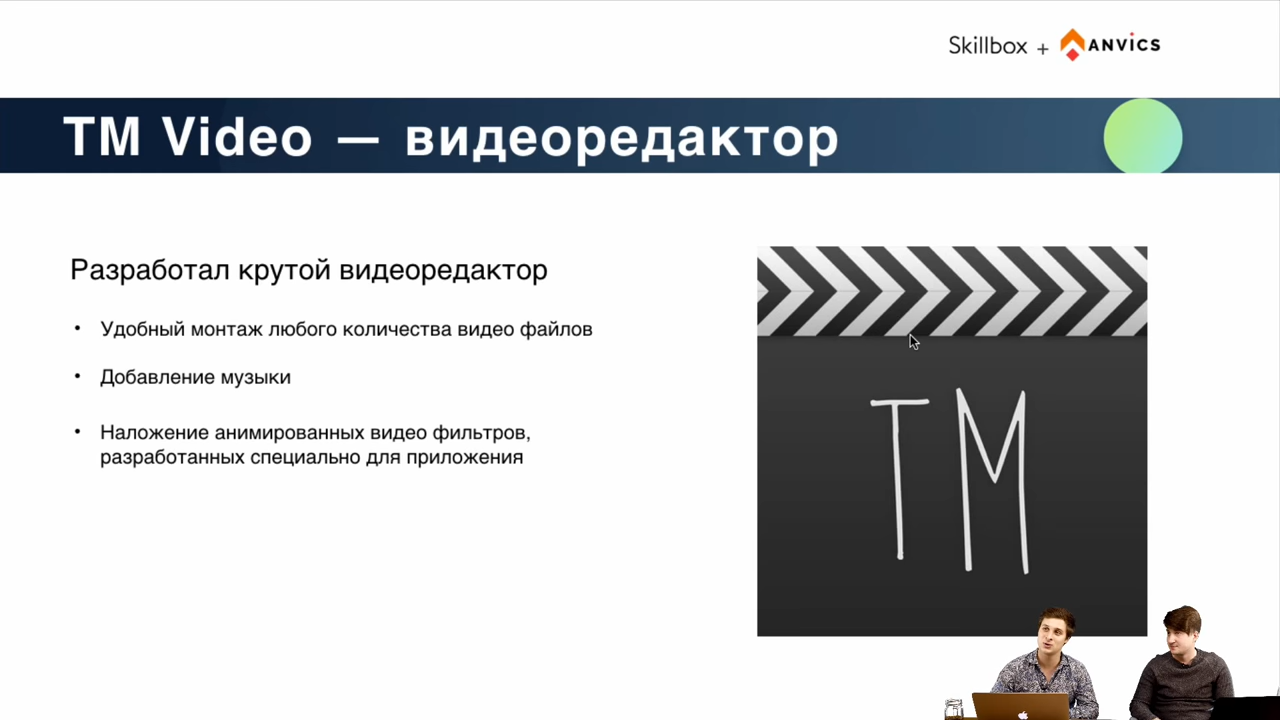 Skillbox + ANVICS
TM Video — видеоредактор
Разработал крутой видеоредактор
• Удобный монтаж любого количества видео файлов
• Добавление музыки
• Наложение анимированных видео фильтров,
разработанных специально для приложения
TM